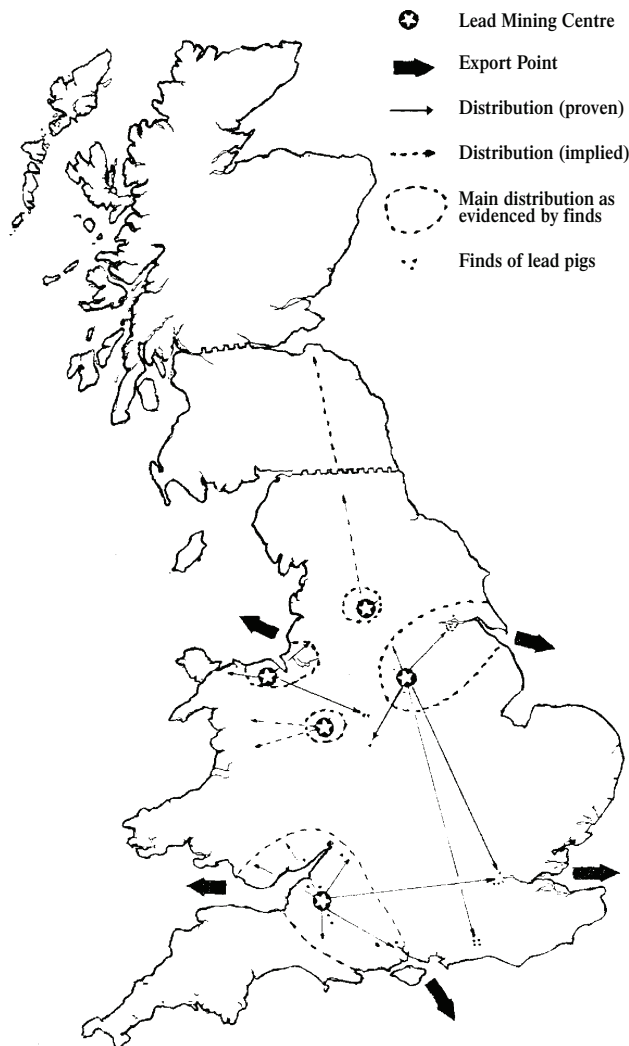 Lead Mining Centre
Export Point
Distribution (proven)
Distribution (implied)
Main distribution as
evidenced by finds
Finds of lead pigs